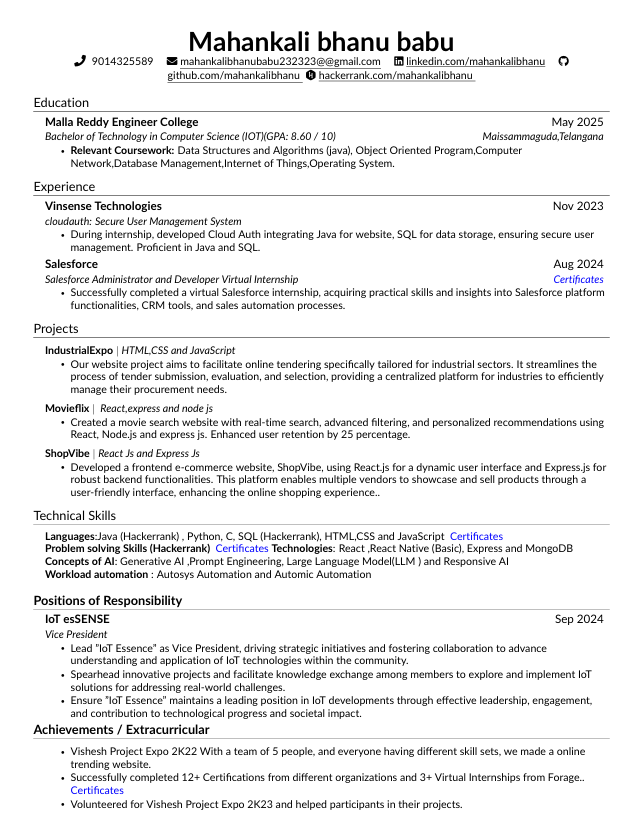 Mahankali bhanu babu
9014325589 mahankalibhanubabu232323@@gmail.com linkedin.com/mahankalibhanu
github.com/mahankalibhanu hackerrank.com/mahankalibhanu
Education
Malla Reddy Engineer College May 2025
Bachelor of Technology in Computer Science (IOT)(GPA: 8.60 / 10) Maissammaguda,Telangana
• Relevant Coursework: Data Structures and Algorithms (java), Object Oriented Program,Computer
Network,Database Management,Internet of Things,Operating System.
Experience
Vinsense Technologies Nov 2023
cloudauth: Secure User Management System
• During internship, developed Cloud Auth integrating Java for website, SQL for data storage, ensuring secure user
management. Proficient in Java and SQL.
Salesforce Aug 2024
Salesforce Administrator and Developer Virtual Internship Certificates
• Successfully completed a virtual Salesforce internship, acquiring practical skills and insights into Salesforce platform
functionalities, CRM tools, and sales automation processes.
Projects
IndustrialExpo | HTML,CSS and JavaScript
• Our website project aims to facilitate online tendering specifically tailored for industrial sectors. It streamlines the
process of tender submission, evaluation, and selection, providing a centralized platform for industries to efficiently
manage their procurement needs.
Movieflix | React,express and node js
• Created a movie search website with real-time search, advanced filtering, and personalized recommendations using
React, Node.js and express js. Enhanced user retention by 25 percentage.
ShopVibe | React Js and Express Js
• Developed a frontend e-commerce website, ShopVibe, using React.js for a dynamic user interface and Express.js for
robust backend functionalities. This platform enables multiple vendors to showcase and sell products through a
user-friendly interface, enhancing the online shopping experience..
Technical Skills
Languages:Java (Hackerrank) , Python, C, SQL (Hackerrank), HTML,CSS and JavaScript Certificates
Problem solving Skills (Hackerrank) Certificates Technologies: React ,React Native (Basic), Express and MongoDB
Concepts of AI: Generative AI ,Prompt Engineering, Large Language Model(LLM ) and Responsive AI
Workload automation : Autosys Automation and Automic Automation
Positions of Responsibility
IoT esSENSE Sep 2024
Vice President
• Lead "IoT Essence" as Vice President, driving strategic initiatives and fostering collaboration to advance
understanding and application of IoT technologies within the community.
• Spearhead innovative projects and facilitate knowledge exchange among members to explore and implement IoT
solutions for addressing real-world challenges.
• Ensure "IoT Essence" maintains a leading position in IoT developments through effective leadership, engagement,
and contribution to technological progress and societal impact.
Achievements / Extracurricular
• Vishesh Project Expo 2K22 With a team of 5 people, and everyone having different skill sets, we made a online
trending website.
• Successfully completed 12+ Certifications from different organizations and 3+ Virtual Internships from Forage..
Certificates
• Volunteered for Vishesh Project Expo 2K23 and helped participants in their projects.